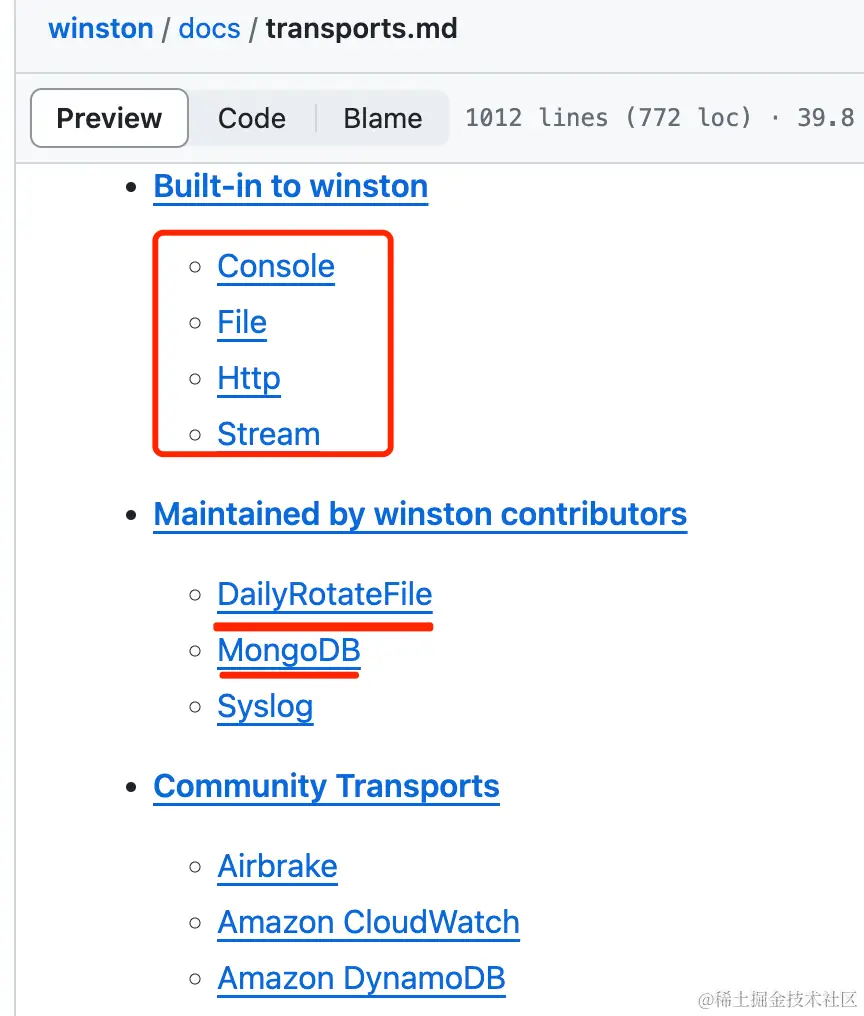 winston / docs / transports.md
Preview Code Blame 1012 lines (772 loc) · 39.8
Built-in to winston
Console
File
Http
Stream
Maintained by winston contributors
DailyRotateFile
MongoDB
Syslog
Community Transports
Airbrake
Amazon CloudWatch
Amazon DynamoDB
@稀土掘金技术社区